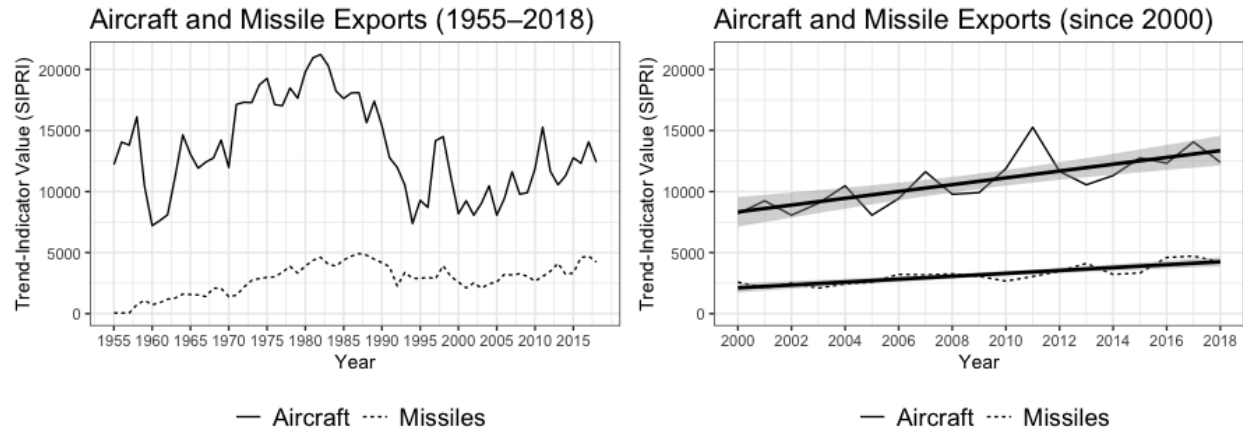 Aircraft and Missile Exports (1955–2018)
Trend-Indicator Value (SIPRI)
20000
15000
10000
5000
0
1955 1960 1965 1970 1975 1980 1985 1990 1995 2000 2005 2010 2015
Year
Aircraft Missiles
Aircraft and Missile Exports (since 2000)
Trend-Indicator Value (SIPRI)
20000
15000
10000
5000
0
2000 2002 2004 2006 2008 2010 2012 2014 2016 2018
Year
Aircraft Missiles